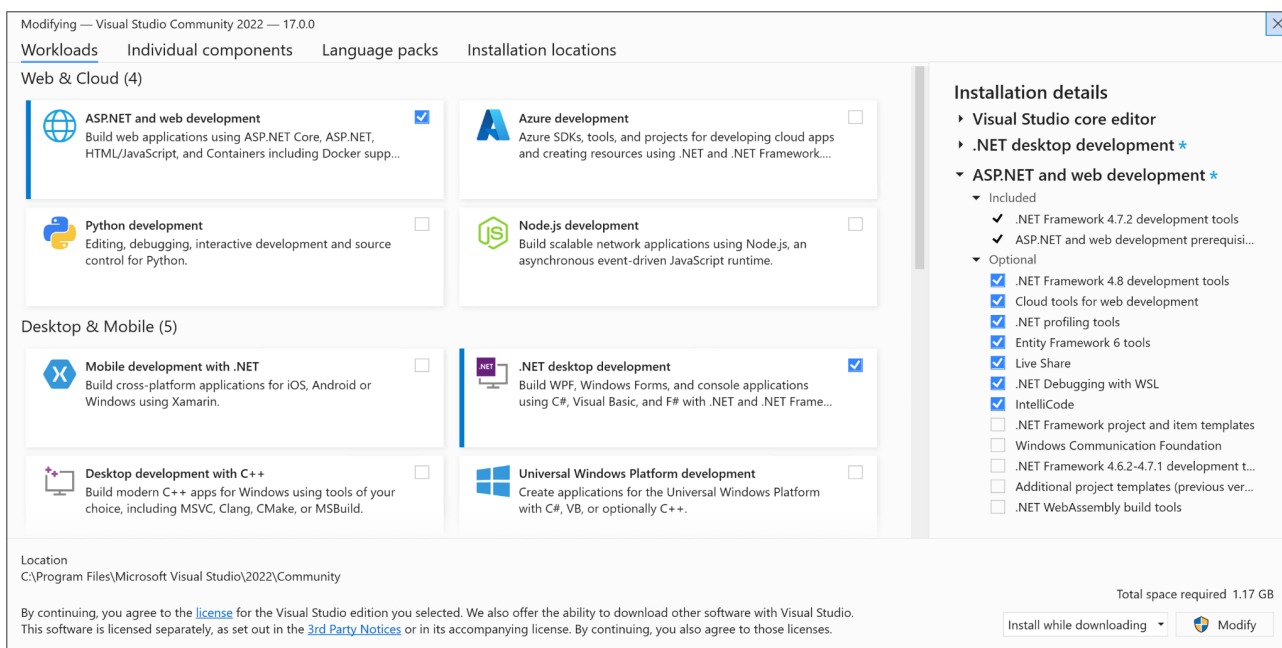 Modifying — Visual Studio Community 2022 — 17.0.0
Workloads Individual components Language packs Installation locations
Web & Cloud (4)
ASP.NET and web development
Build web applications using ASP.NET Core, ASP.NET,
HTML/JavaScript, and Containers including Docker supp...
Azure development
Azure SDKs, tools, and projects for developing cloud apps
and creating resources using .NET and .NET Framework....
Python development
Editing, debugging, interactive development and source
control for Python.
JS
Node.js development
Build scalable network applications using Node.js, an
asynchronous event-driven JavaScript runtime.
Desktop & Mobile (5)
Mobile development with .NET
Build cross-platform applications for iOS, Android or
Windows using Xamarin.
.NET
.NET desktop development
Build WPF, Windows Forms, and console applications
using C#, Visual Basic, and F# with .NET and .NET Frame...
Desktop development with C++
Build modern C++ apps for Windows using tools of your
choice, including MSVC, Clang, CMake, or MSBuild.
Universal Windows Platform development
Create applications for the Universal Windows Platform
with C#, VB, or optionally C++.
Installation details
Visual Studio core editor
.NET desktop development *
ASP.NET and web development *
Included
.NET Framework 4.7.2 development tools
ASP.NET and web development prerequisi...
Optional
.NET Framework 4.8 development tools
Cloud tools for web development
.NET profiling tools
Entity Framework 6 tools
Live Share
.NET Debugging with WSL
IntelliCode
.NET Framework project and item templates
Windows Communication Foundation
.NET Framework 4.6.2-4.7.1 development t...
Additional project templates (previous ver...
.NET WebAssembly build tools
Location
C:\Program Files\Microsoft Visual Studio\2022\Community
By continuing, you agree to the license for the Visual Studio edition you selected. We also offer the ability to download other software with Visual Studio.
This software is licensed separately, as set out in the 3rd Party Notices or in its accompanying license. By continuing, you also agree to those licenses.
Total space required 1.17 GB
Install while downloading
Modify